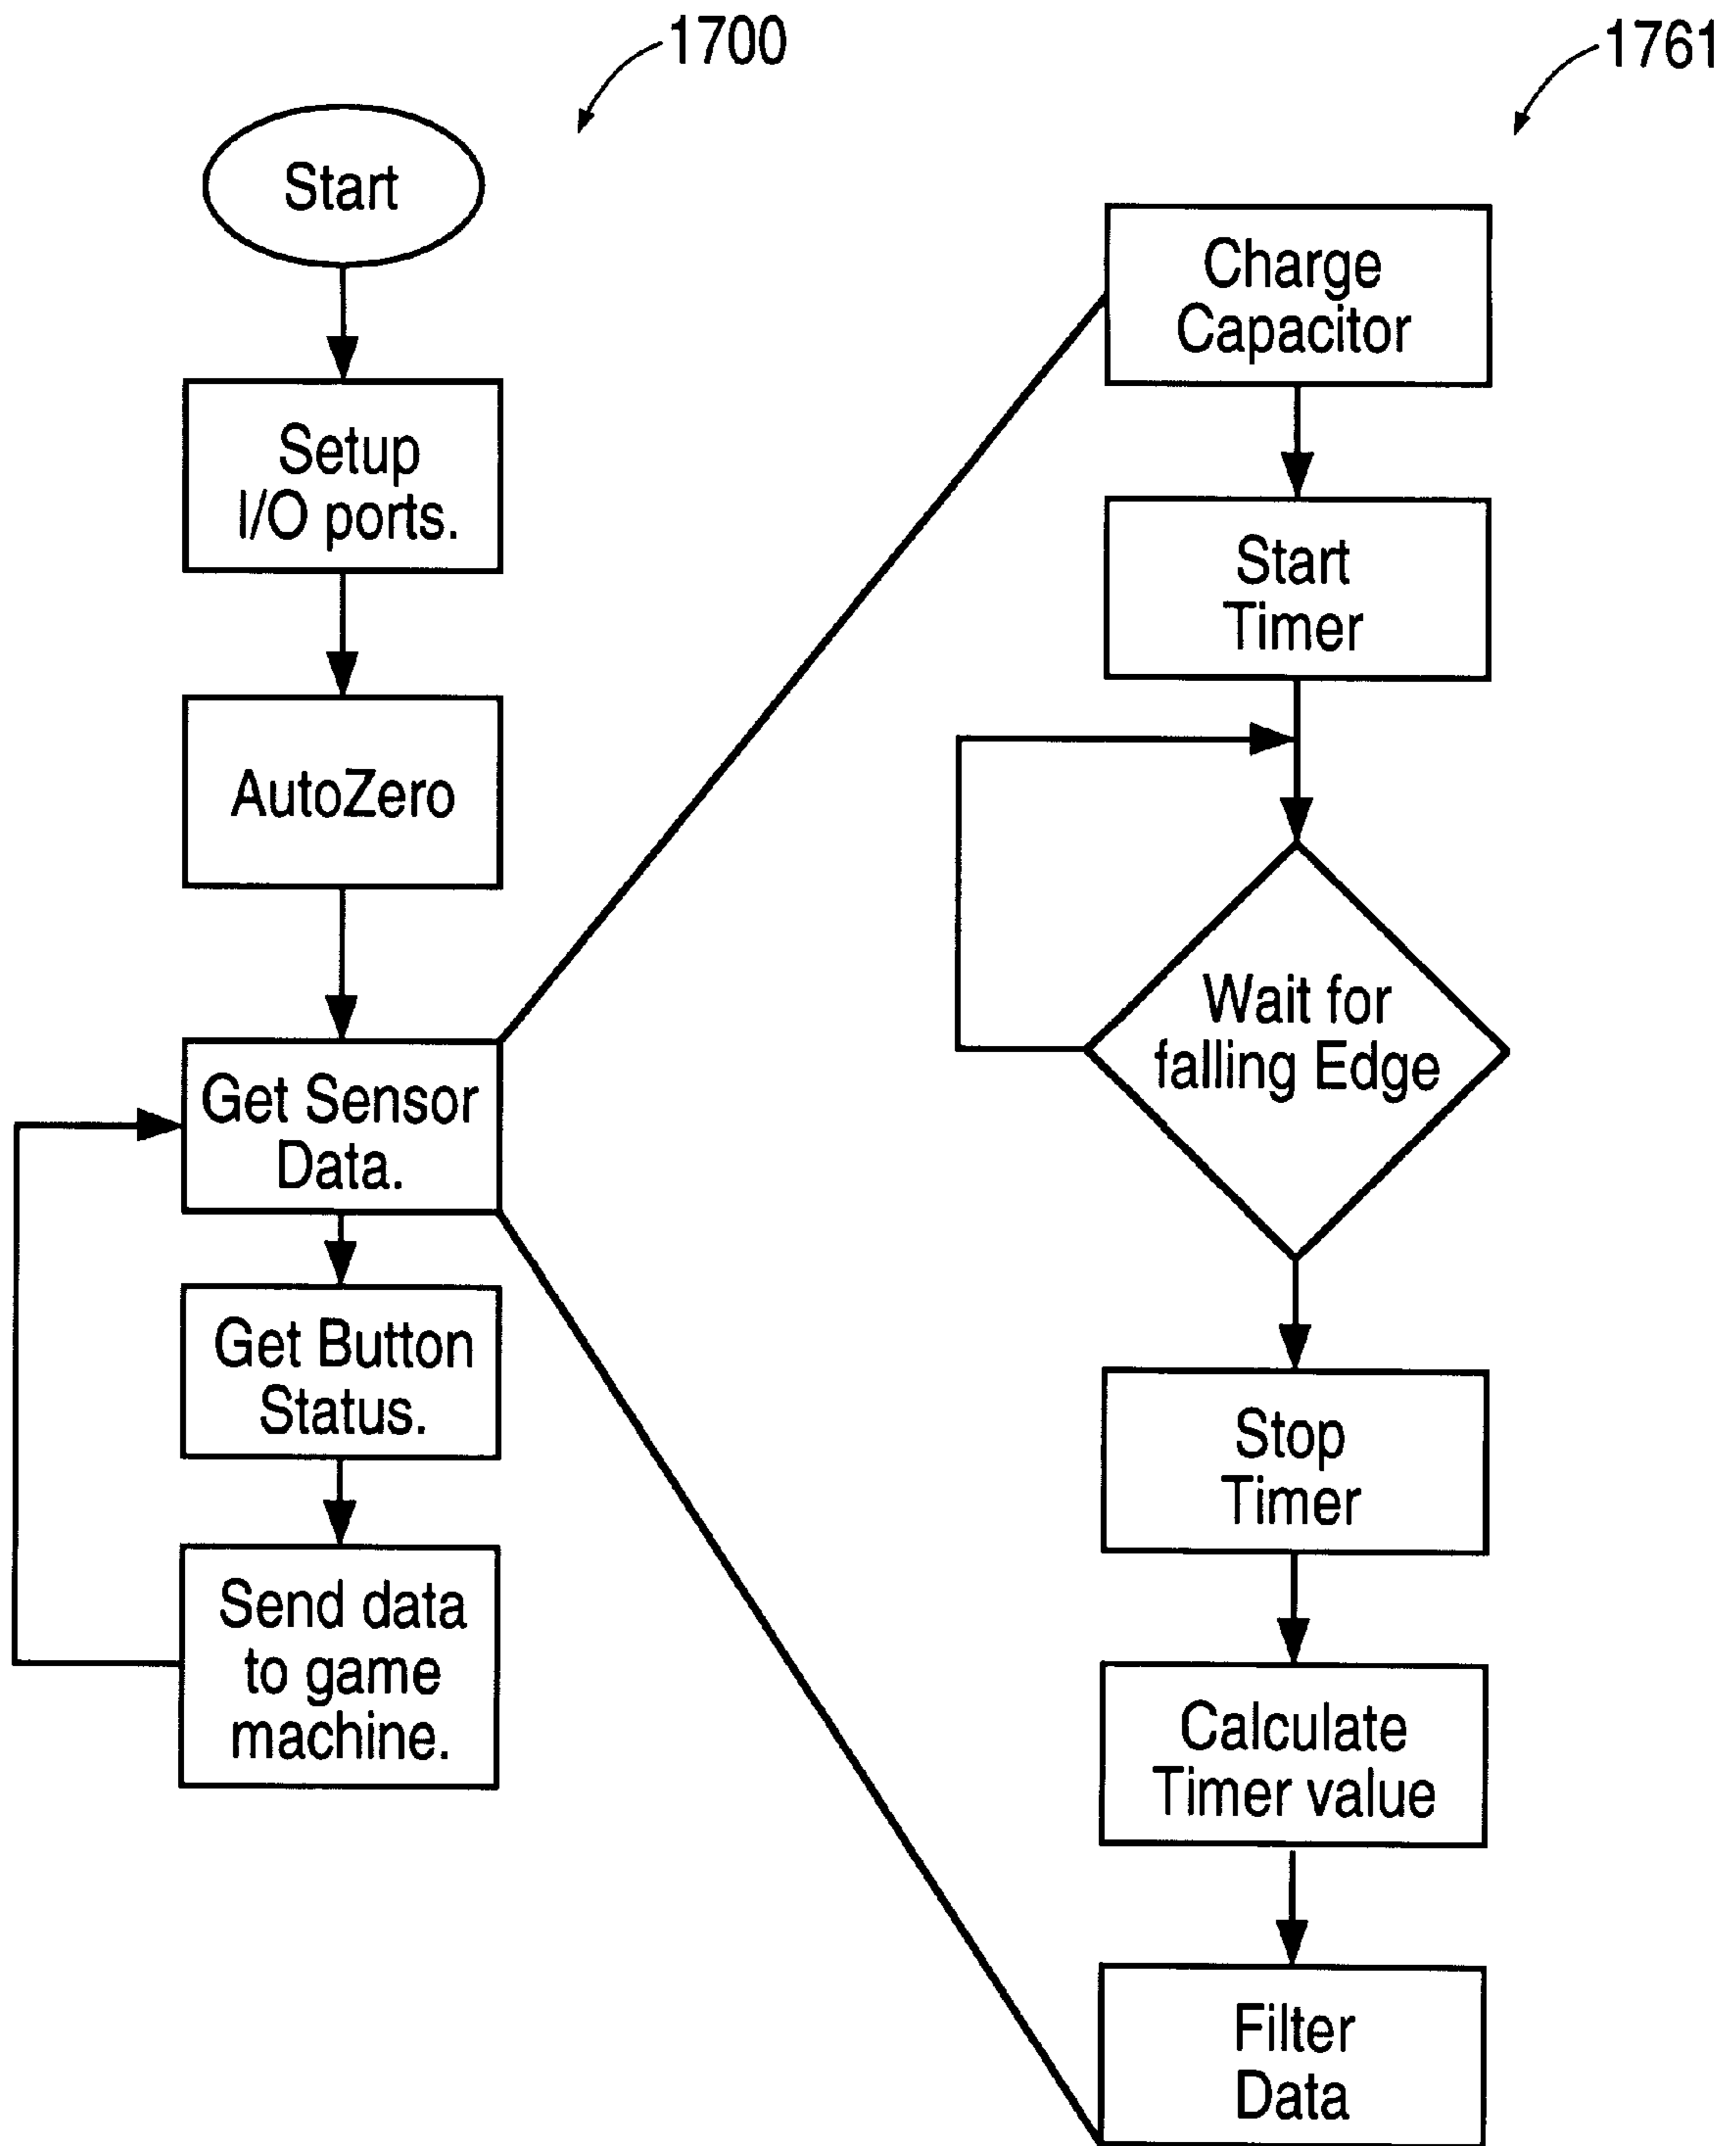 1700
Start
Setup
I/O ports.
AutoZero
Get Sensor
Data.
Get Button
Status.
Send data
to game
machine.
1761
Charge
Capacitor
Start
Timer
Wait for
falling Edge
Stop
Timer
Calculate
Timer value
Filter
Data